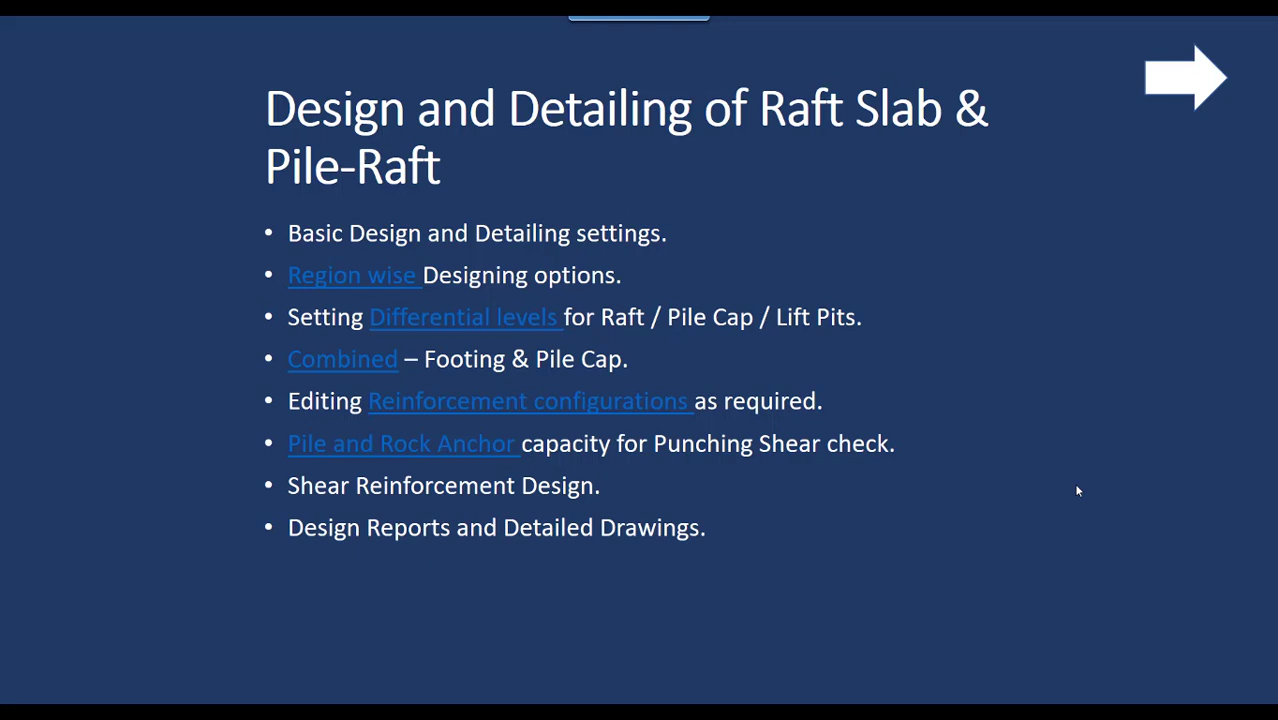 Design and Detailing of Raft Slab &
Pile-Raft
• Basic Design and Detailing settings.
• Region wise Designing options.
• Setting Differential levels for Raft / Pile Cap / Lift Pits.
• Combined – Footing & Pile Cap.
• Editing Reinforcement configurations as required.
• Pile and Rock Anchor capacity for Punching Shear check.
• Shear Reinforcement Design.
• Design Reports and Detailed Drawings.